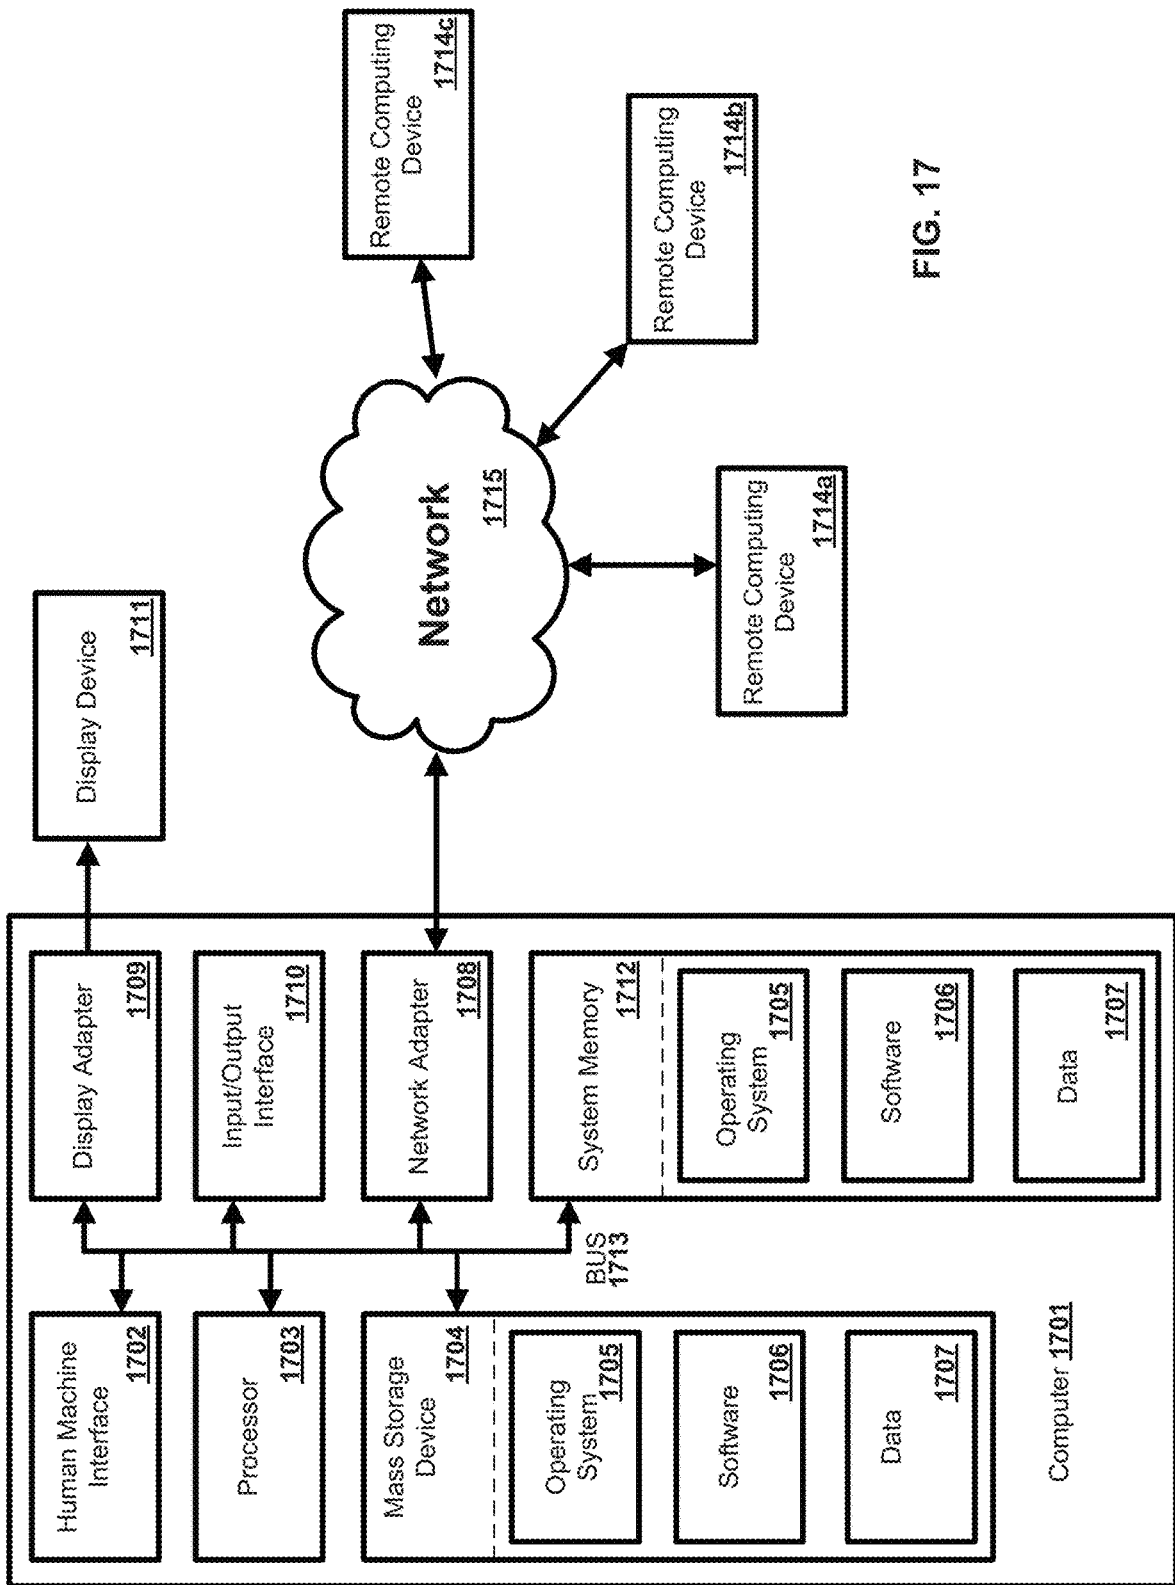 Human Machine
Interface
1702
Processor
1703
Mass Storage
Device
1704
Operating
System
1705
Software
1706
Data
1707
Computer 1701
BUS
1713
Display Adapter
1709
Input/Output
Interface
1710
Network Adapter
1708
System Memory
1712
Operating
System
1705
Software
1706
Data
1707
Display Device
1711
Network
1715
Remote Computing
Device
1714a
Remote Computing
Device
1714b
Remote Computing
Device
1714c
FIG. 17